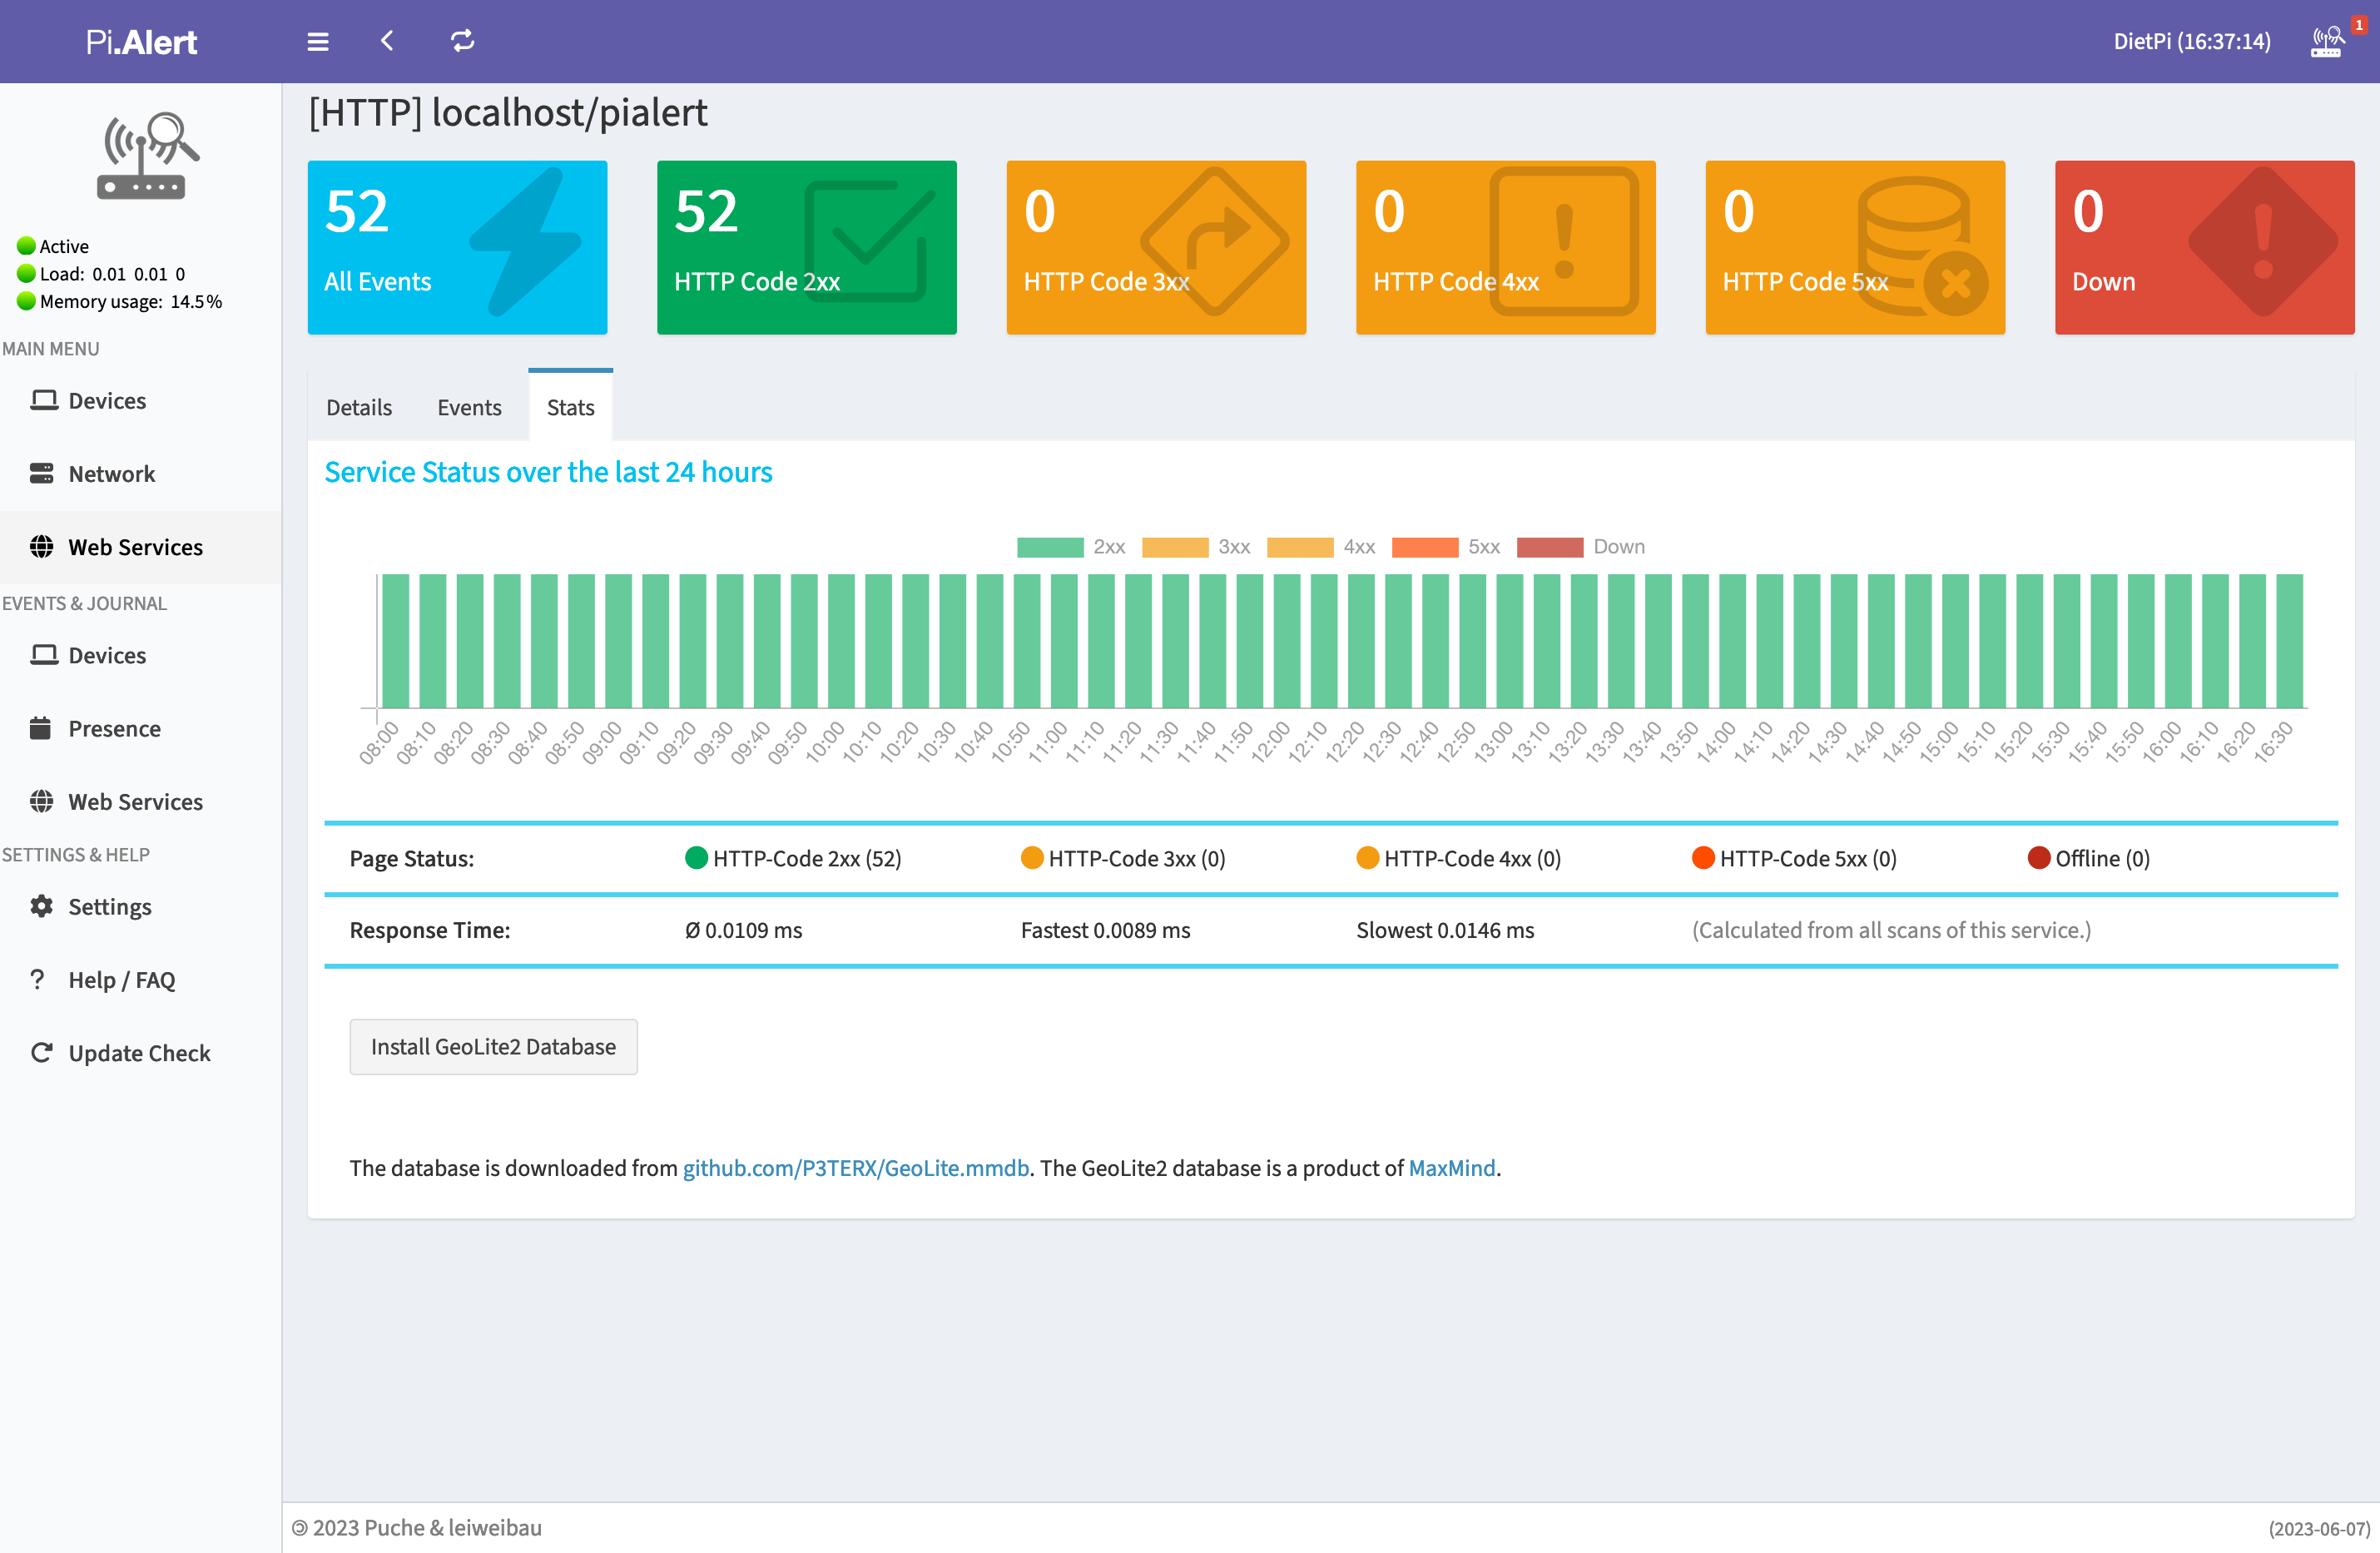 Pi.Alert
DietPi (16:37:14)
1
Active
Load: 0.01 0.01 0
Memory usage: 14.5%
MAIN MENU
Devices
Network
Web Services
EVENTS & JOURNAL
Devices
Presence
Web Services
SETTINGS & HELP
Settings
Help / FAQ
Update Check
[HTTP] localhost/pialert
52
All Events
52
HTTP Code 2xx
0
HTTP Code 3xx
0
HTTP Code 4xx
0
HTTP Code 5xx
0
Down
Details Events Stats
Service Status over the last 24 hours
2xx 3xx 4xx 5xx Down
08:00 08:10 08:20 08:30 08:40 08:50 09:00 09:10 09:20 09:30 09:40 09:50 10:00 10:10 10:20 10:30 10:40 10:50 11:00 11:10 11:20 11:30 11:40 11:50 12:00 12:10 12:20 12:30 12:40 12:50 13:00 13:10 13:20 13:30 13:40 13:50 14:00 14:10 14:20 14:30 14:40 14:50 15:00 15:10 15:20 15:30 15:40 15:50 16:00 16:10 16:20 16:30
Page Status: HTTP-Code 2xx (52) HTTP-Code 3xx (0) HTTP-Code 4xx (0) HTTP-Code 5xx (0) Offline (0)
Response Time: Ø 0.0109 ms Fastest 0.0089 ms Slowest 0.0146 ms (Calculated from all scans of this service.)
Install GeoLite2 Database
The database is downloaded from github.com/P3TERX/GeoLite.mmdb. The GeoLite2 database is a product of MaxMind.
🄯 2023 Puche & leiweibau
(2023-06-07)